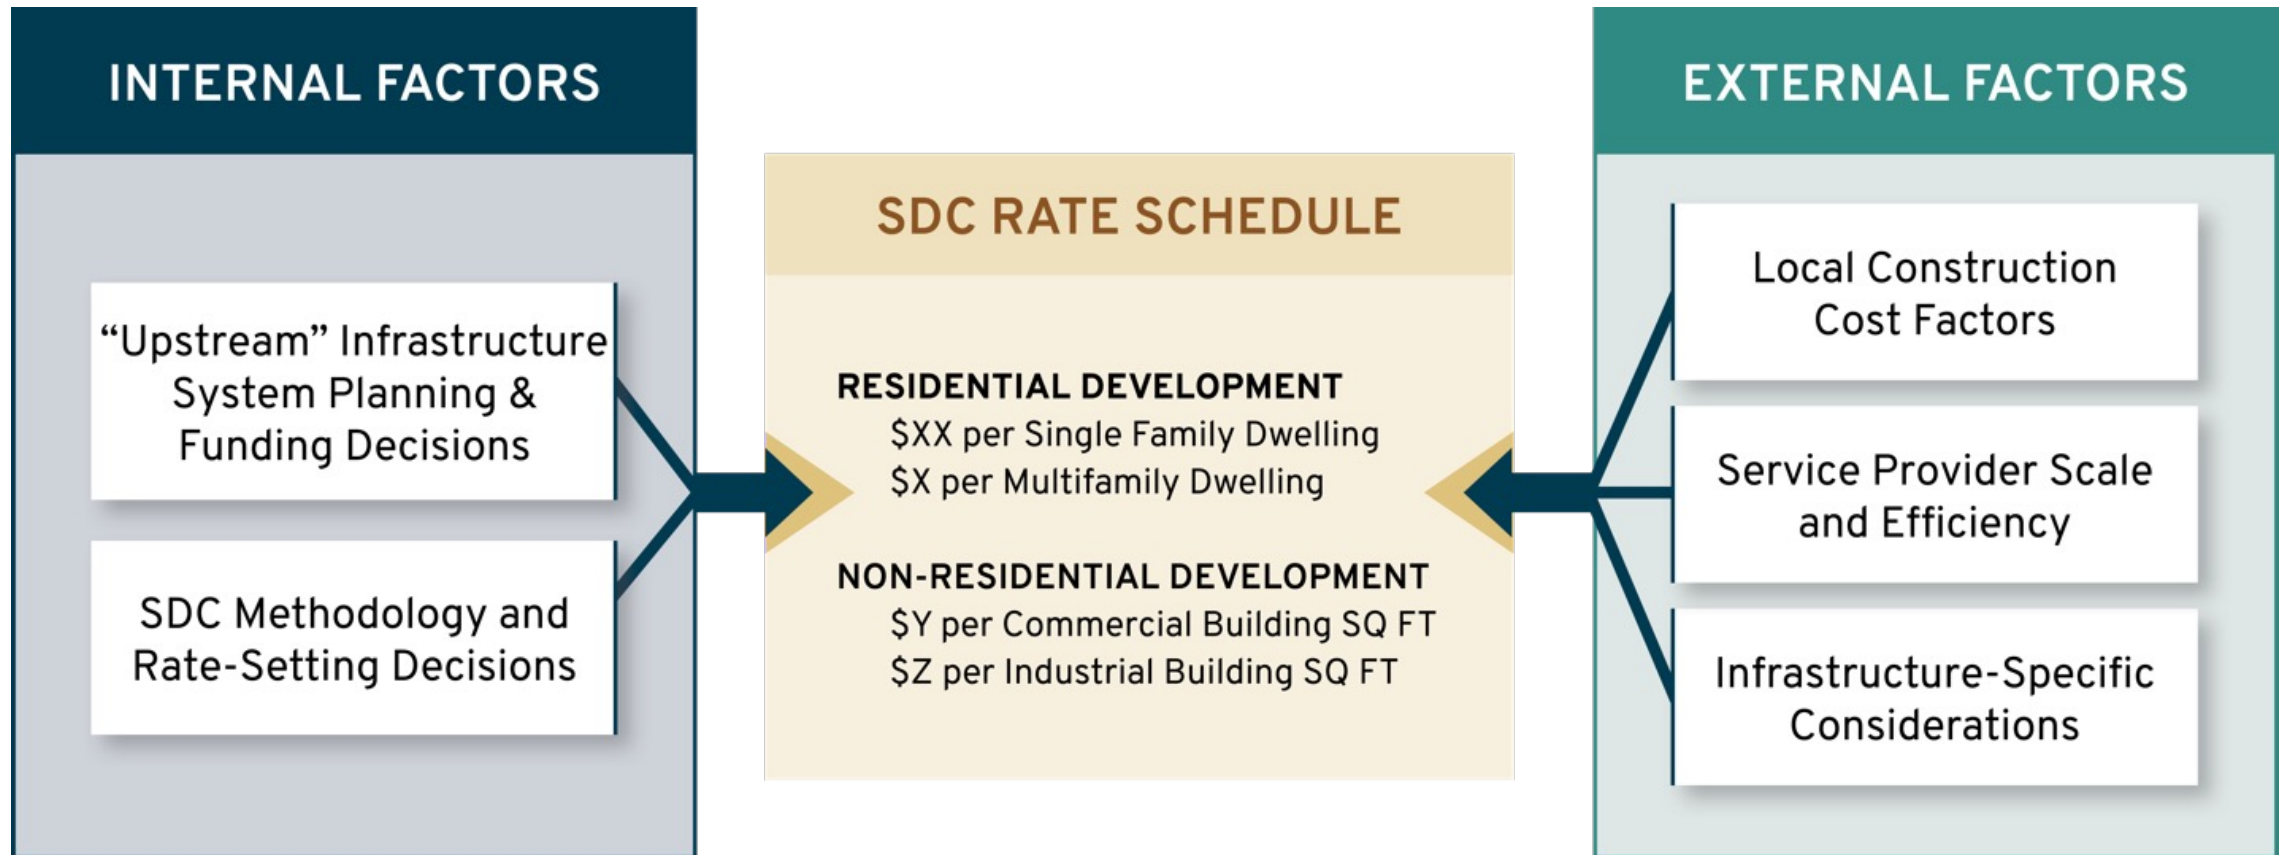 INTERNAL FACTORS
“Upstream” Infrastructure
System Planning &
Funding Decisions
SDC Methodology and
Rate-Setting Decisions
SDC RATE SCHEDULE
RESIDENTIAL DEVELOPMENT
$XX per Single Family Dwelling
$X per Multifamily Dwelling
NON-RESIDENTIAL DEVELOPMENT
$Y per Commercial Building SQ FT
$Z per Industrial Building SQ FT
EXTERNAL FACTORS
Local Construction
Cost Factors
Service Provider Scale
and Efficiency
Infrastructure-Specific
Considerations